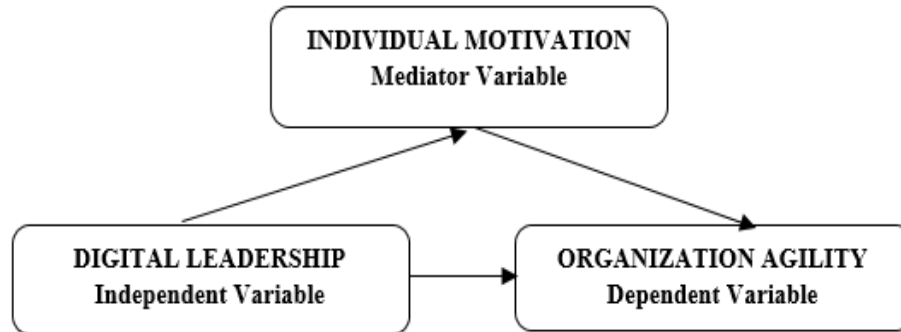 INDIVIDUAL MOTIVATION
Mediator Variable
DIGITAL LEADERSHIP
Independent Variable
ORGANIZATION AGILITY
Dependent Variable